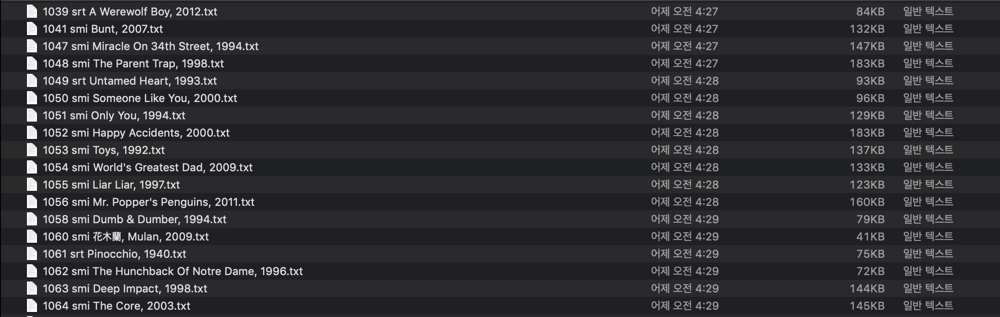 1039 srt A Werewolf Boy, 2012.txt 어제 오전 4:27 84KB 일반 텍스트
1041 smi Bunt, 2007.txt 어제 오전 4:27 132KB 일반 텍스트
1047 smi Miracle On 34th Street, 1994.txt 어제 오전 4:27 147KB 일반 텍스트
1048 smi The Parent Trap, 1998.txt 어제 오전 4:27 183KB 일반 텍스트
1049 srt Untamed Heart, 1993.txt 어제 오전 4:28 93KB 일반 텍스트
1050 smi Someone Like You, 2000.txt 어제 오전 4:28 96KB 일반 텍스트
1051 smi Only You, 1994.txt 어제 오전 4:28 129KB 일반 텍스트
1052 smi Happy Accidents, 2000.txt 어제 오전 4:28 183KB 일반 텍스트
1053 smi Toys, 1992.txt 어제 오전 4:28 137KB 일반 텍스트
1054 smi World's Greatest Dad, 2009.txt 어제 오전 4:28 133KB 일반 텍스트
1055 smi Liar Liar, 1997.txt 어제 오전 4:28 123KB 일반 텍스트
1056 smi Mr. Popper's Penguins, 2011.txt 어제 오전 4:28 160KB 일반 텍스트
1058 smi Dumb & Dumber, 1994.txt 어제 오전 4:29 79KB 일반 텍스트
1060 smi 花木蘭, Mulan, 2009.txt 어제 오전 4:29 41KB 일반 텍스트
1061 srt Pinocchio, 1940.txt 어제 오전 4:29 75KB 일반 텍스트
1062 smi The Hunchback Of Notre Dame, 1996.txt 어제 오전 4:29 72KB 일반 텍스트
1063 smi Deep Impact, 1998.txt 어제 오전 4:29 144KB 일반 텍스트
1064 smi The Core, 2003.txt 어제 오전 4:29 145KB 일반 텍스트